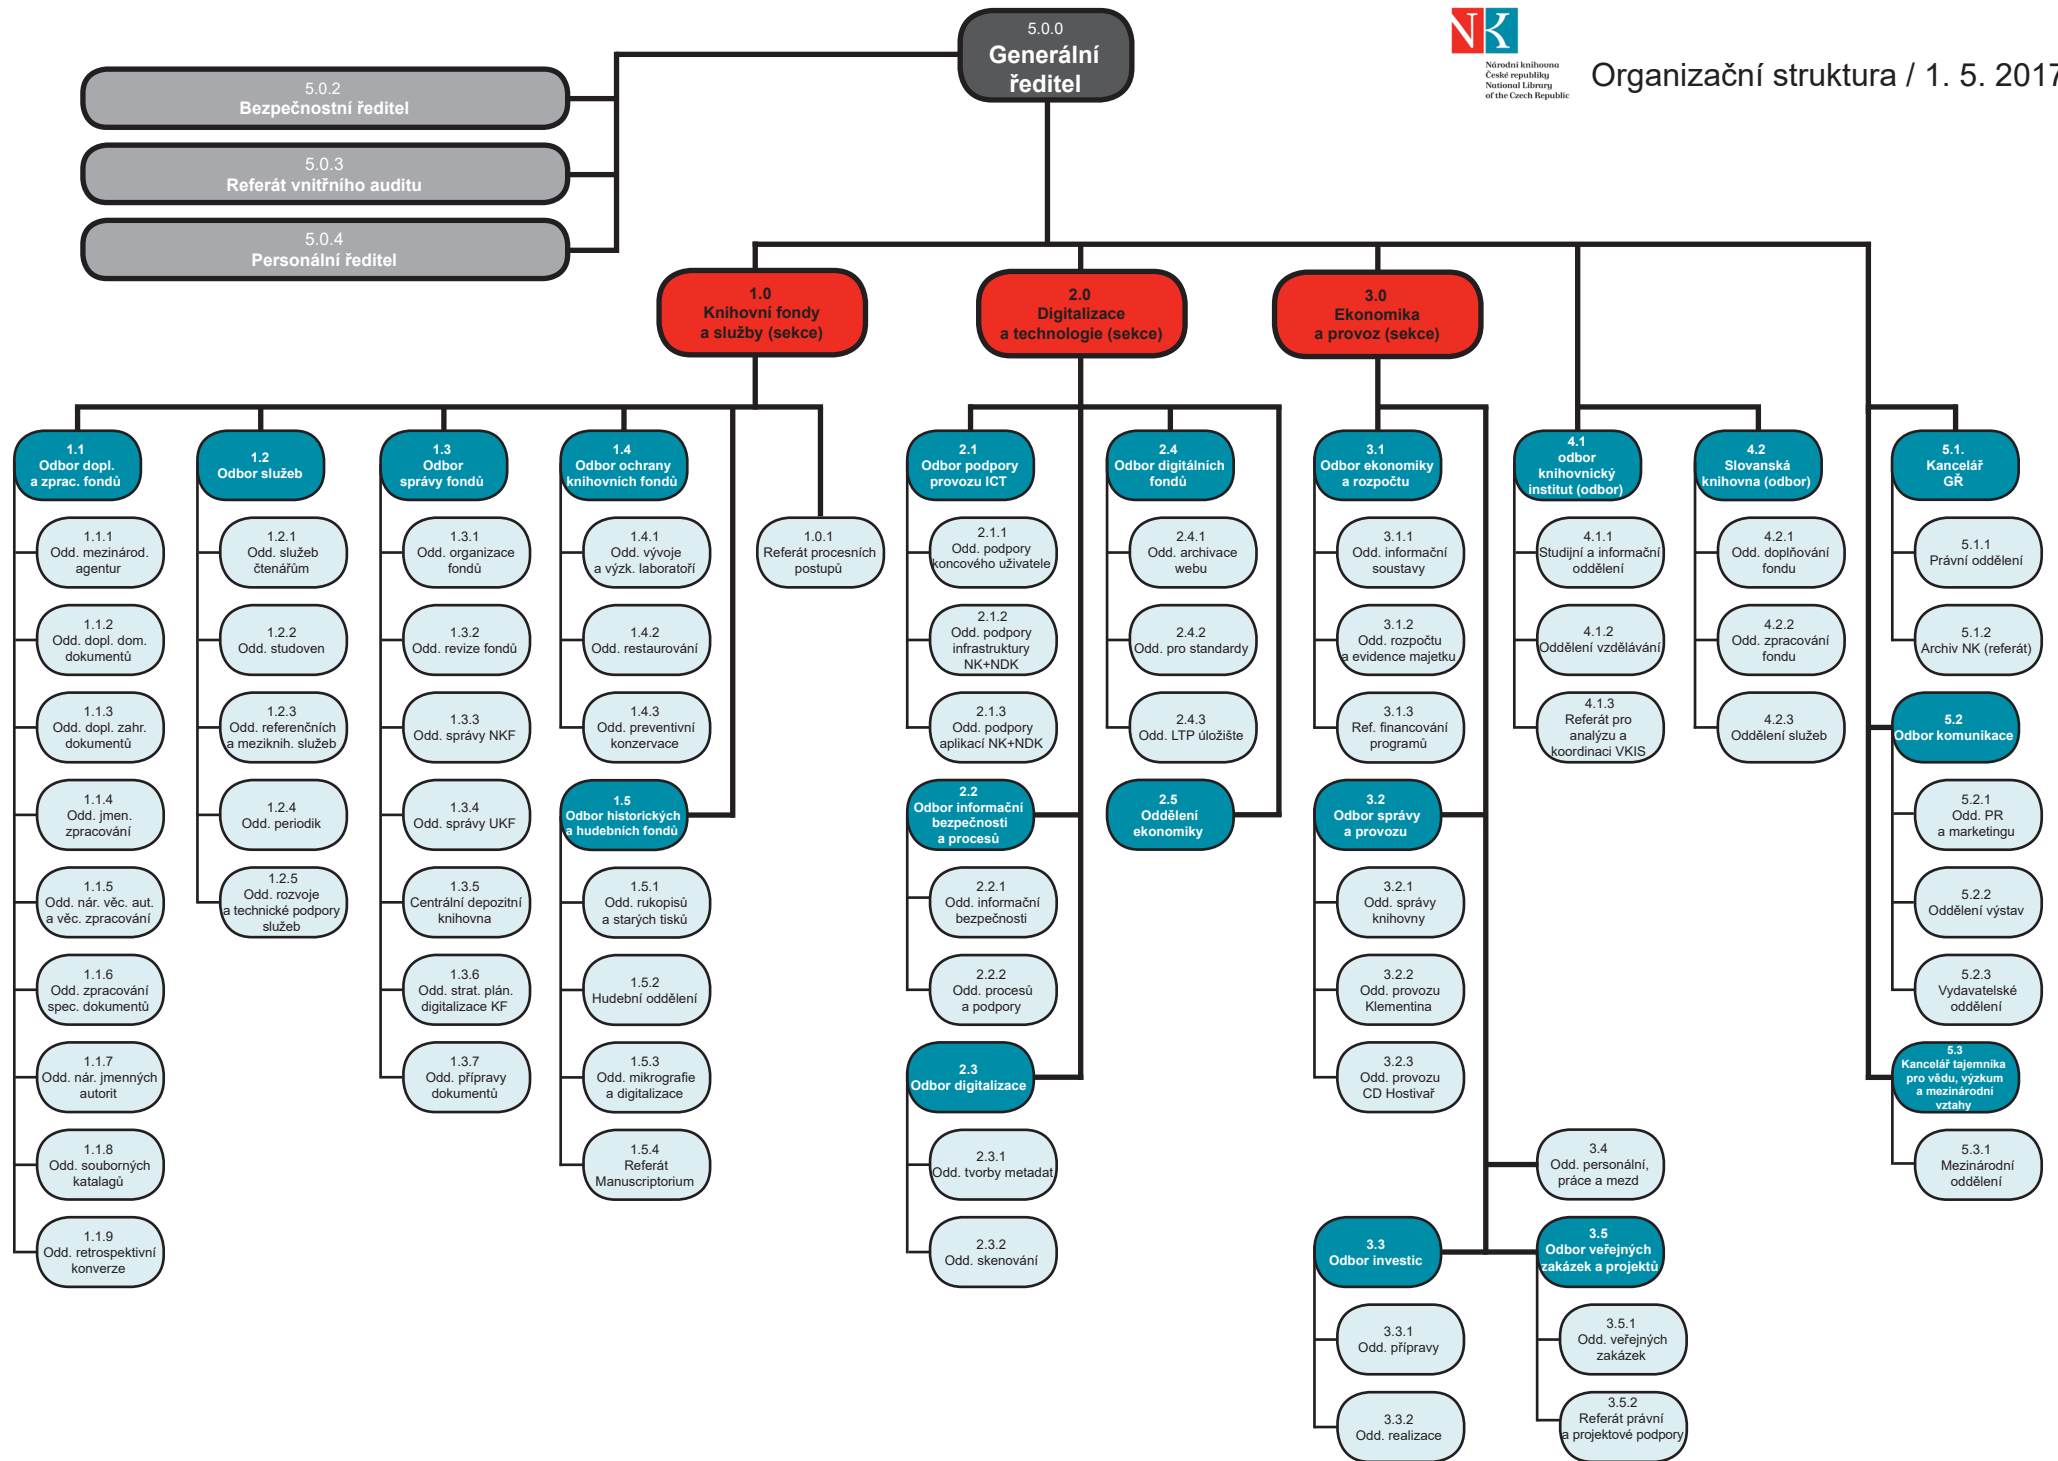 5.0.0
Generální
ředitel
NK
Národní knihovna
České republiky
National Library
of the Czech Republic
Organizační struktura / 1. 5. 2017
5.0.2
Bezpečnostní ředitel
5.0.3
Referát vnitřního auditu
5.0.4
Personální ředitel
1.0
Knihovní fondy
a služby (sekce)
2.0
Digitalizace
a technologie (sekce)
3.0
Ekonomika
a provoz (sekce)
1.1
Odbor dopl.
a zprac. fondů
1.1.1
Odd. mezinárod.
agentur
1.1.2
Odd. dopl. dom.
dokumentů
1.1.3
Odd. dopl. zahr.
dokumentů
1.1.4
Odd. jmen.
zpracování
1.1.5
Odd. nár. věc. aut.
a věc. zpracování
1.1.6
Odd. zpracování
spec. dokumentů
1.1.7
Odd. nár. jmenných
autorit
1.1.8
Odd. souborných
katalagů
1.1.9
Odd. retrospektivní
konverze
1.2
Odbor služeb
1.2.1
Odd. služeb
čtenářům
1.2.2
Odd. studoven
1.2.3
Odd. referenčních
a meziknih. služeb
1.2.4
Odd. periodik
1.2.5
Odd. rozvoje
a technické podpory
služeb
1.3
Odbor
správy fondů
1.3.1
Odd. organizace
fondů
1.3.2
Odd. revize fondů
1.3.3
Odd. správy NKF
1.3.4
Odd. správy UKF
1.3.5
Centrální depozitní
knihovna
1.3.6
Odd. strat. plán.
digitalizace KF
1.3.7
Odd. přípravy
dokumentů
1.4
Odbor ochrany
knihovních fondů
1.4.1
Odd. vývoje
a výzk. laboratoří
1.4.2
Odd. restaurování
1.4.3
Odd. preventivní
konzervace
1.5
Odbor historických
a hudebních fondů
1.5.1
Odd. rukopisů
a starých tisků
1.5.2
Hudební oddělení
1.5.3
Odd. mikrografie
a digitalizace
1.5.4
Referát
Manuscriptorium
1.0.1
Referát procesních
postupů
2.1
Odbor podpory
provozu ICT
2.1.1
Odd. podpory
koncového uživatele
2.1.2
Odd. podpory
infrastruktury
NK+NDK
2.1.3
Odd. podpory
aplikací NK+NDK
2.2
Odbor informační
bezpečnosti
a procesů
2.2.1
Odd. informační
bezpečnosti
2.2.2
Odd. procesů
a podpory
2.3
Odbor digitalizace
2.3.1
Odd. tvorby metadat
2.3.2
Odd. skenování
2.4
Odbor digitálních
fondů
2.4.1
Odd. archivace
webu
2.4.2
Odd. pro standardy
2.4.3
Odd. LTP úložište
2.5
Oddělení
ekonomiky
3.1
Odbor ekonomiky
a rozpočtu
3.1.1
Odd. informační
soustavy
3.1.2
Odd. rozpočtu
a evidence majetku
3.1.3
Ref. financování
programů
3.2
Odbor správy
a provozu
3.2.1
Odd. správy
knihovny
3.2.2
Odd. provozu
Klementina
3.2.3
Odd. provozu
CD Hostivař
3.4
Odd. personální,
práce a mezd
3.3
Odbor investic
3.3.1
Odd. přípravy
3.3.2
Odd. realizace
3.5
Odbor veřejných
zakázek a projektů
3.5.1
Odd. veřejných
zakázek
3.5.2
Referát právní
a projektové podpory
4.1
odbor
knihovnický
institut (odbor)
4.1.1
Studijní a informační
oddělení
4.1.2
Oddělení vzdělávání
4.1.3
Referát pro
analýzu a
koordinaci VKIS
4.2
Slovanská
knihovna (odbor)
4.2.1
Odd. doplňování
fondu
4.2.2
Odd. zpracování
fondu
4.2.3
Oddělení služeb
5.1.
Kancelář
GŘ
5.1.1
Právní oddělení
5.1.2
Archiv NK (referát)
5.2
Odbor komunikace
5.2.1
Odd. PR
a marketingu
5.2.2
Oddělení výstav
5.2.3
Vydavatelské
oddělení
5.3
Kancelář tajemníka
pro vědu, výzkum
a mezinárodní
vztahy
5.3.1
Mezinárodní
oddělení